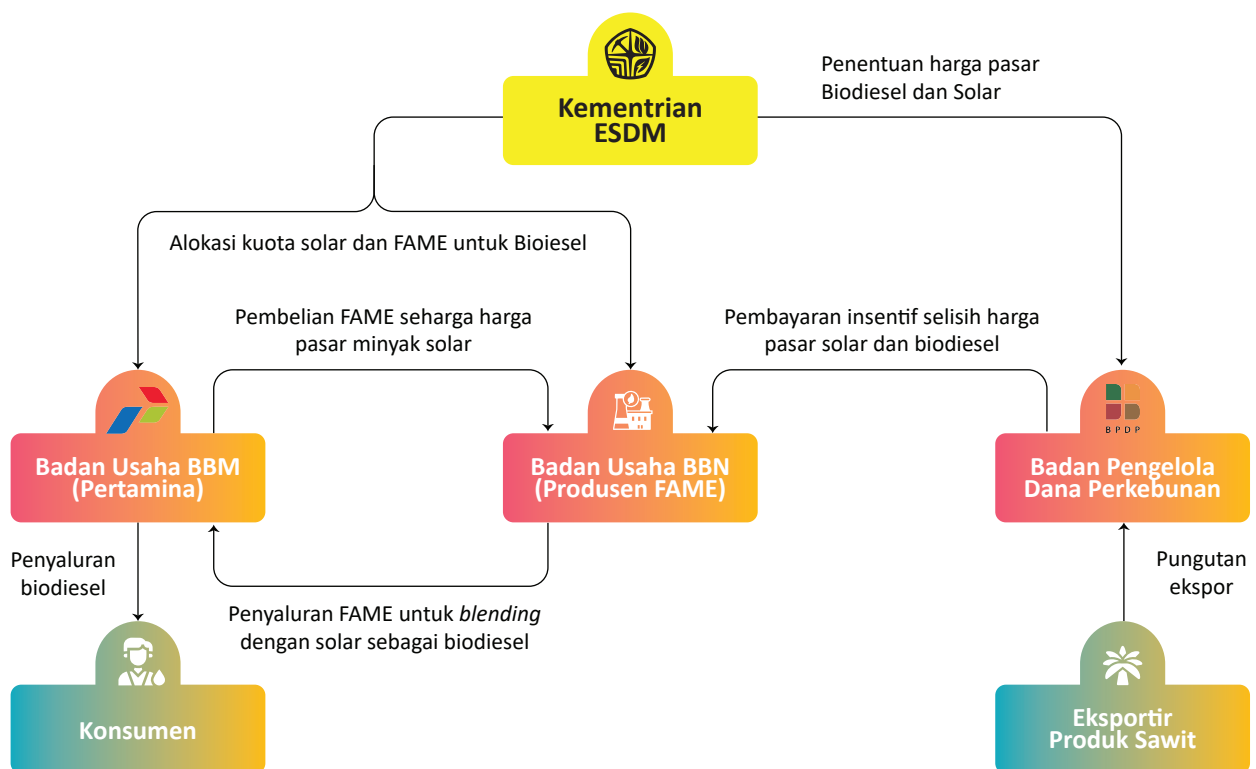 Penentuan harga pasar
Biodiesel dan Solar
Kementrian
ESDM
Alokasi kuota solar dan FAME untuk Bioiesel
Pembelian FAME seharga harga
pasar minyak solar
Pembayaran insentif selisih harga
pasar solar dan biodiesel
BPDP
Badan Usaha BBM
(Pertamina)
Badan Usaha BBN
(Produsen FAME)
Badan Pengelola
Dana Perkebunan
Penyaluran
biodiesel
Pungutan
ekspor
Penyaluran FAME untuk blending
dengan solar sebagai biodiesel
Konsumen
Eksportir
Produk Sawit